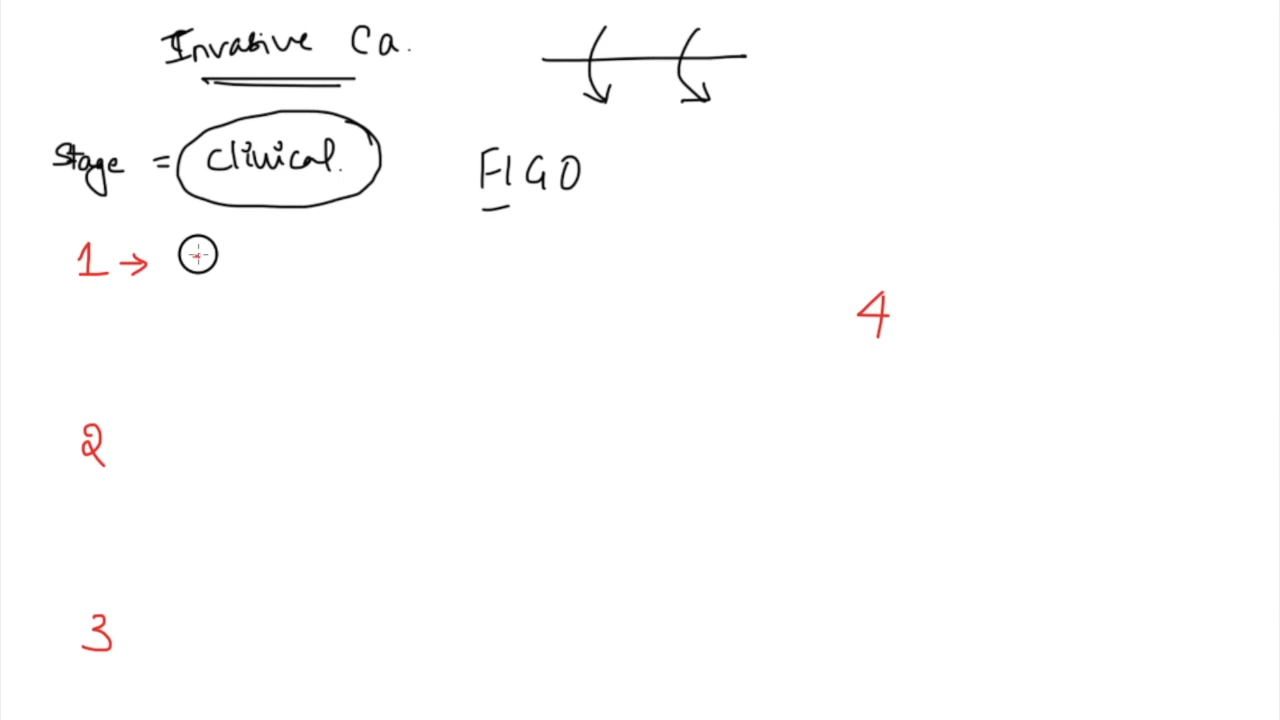 Invasive Ca.
Stage = Clinical. FIGO
1 →
4
2
3